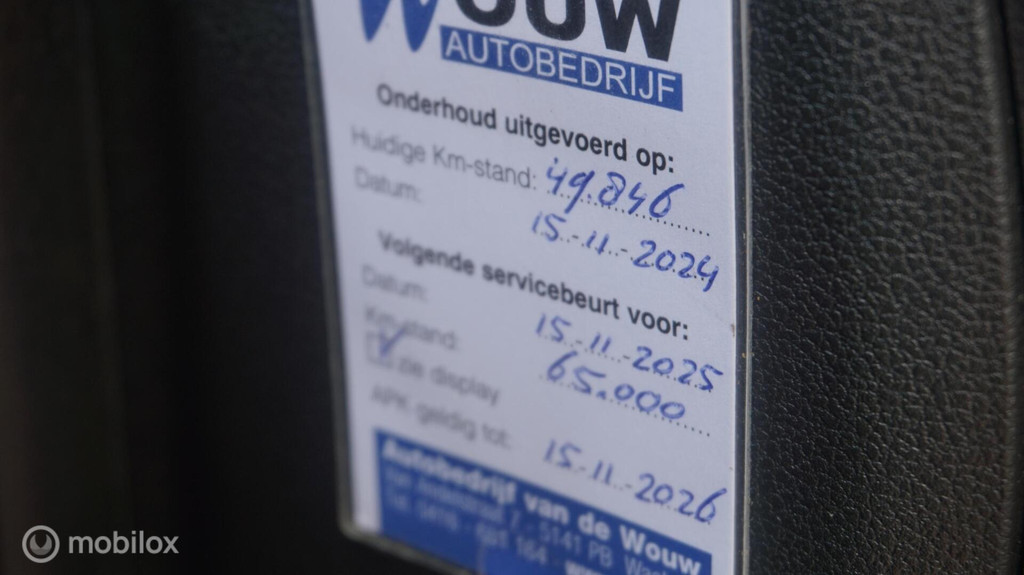 WOUW
AUTOBEDRIJF
Onderhoud uitgevoerd op:
Huidige Km-stand: 49.846
Datum: 15-11-2024
Volgende servicebeurt voor:
Datum: 15-11-2025
Km-stand: 65.000
zie display
APK geldig tot: 15-11-2026
Autobedrijf van de Wouw
5141 PB
mobilox